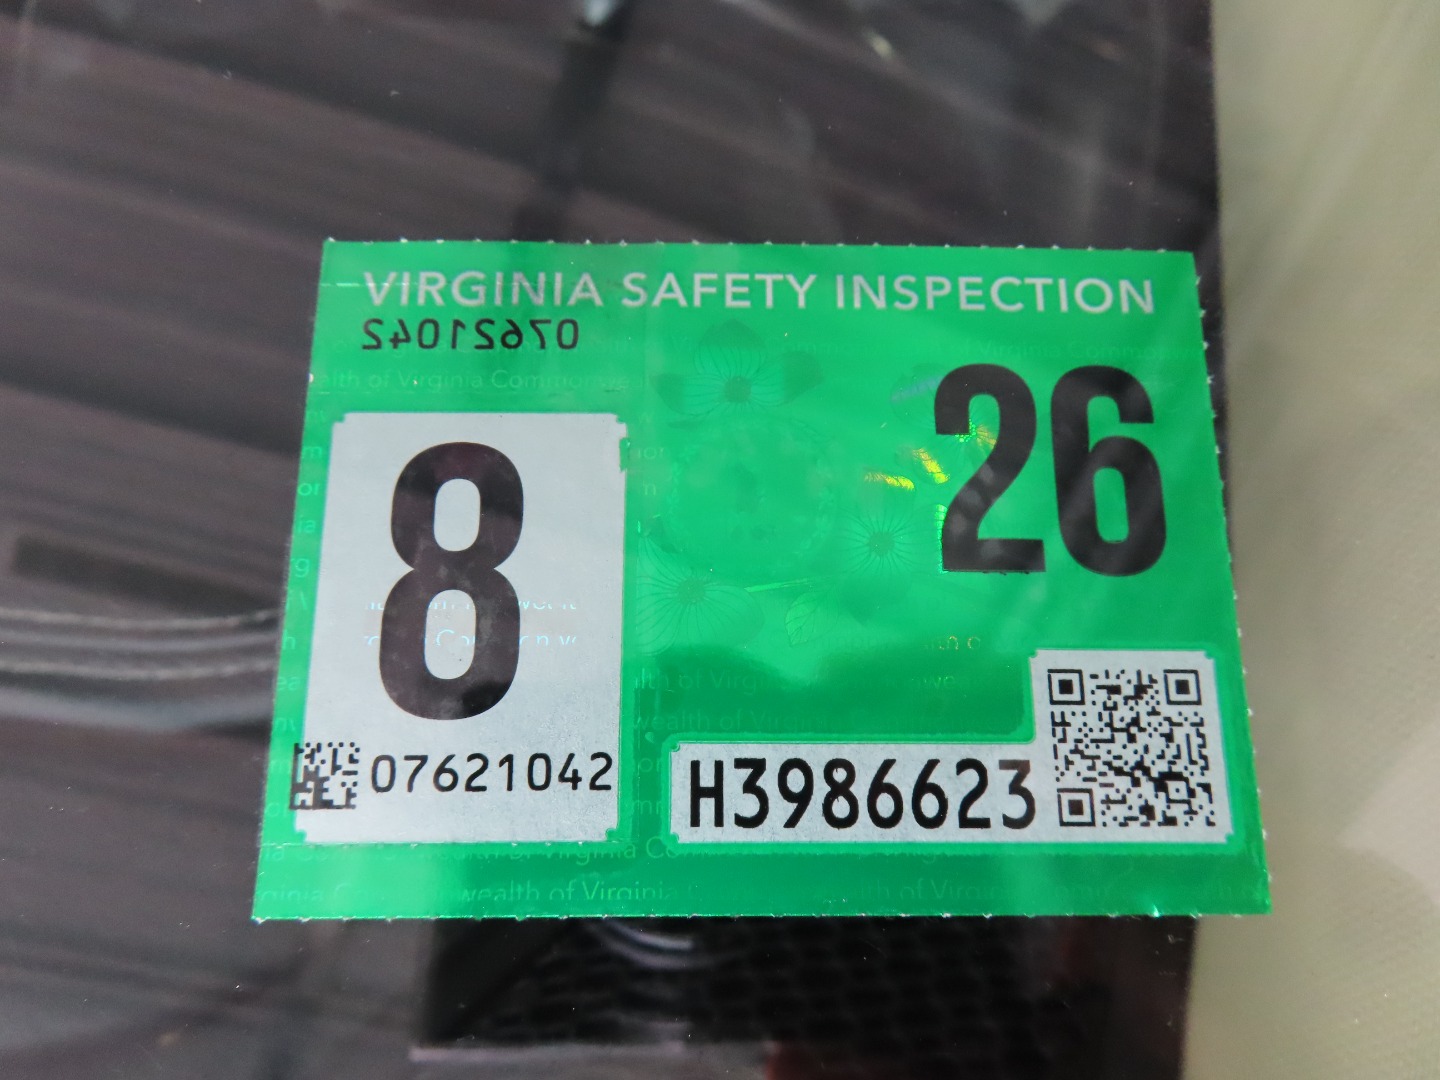 VIRGINIA SAFETY INSPECTION
07621042
26
8
07621042
H3986623